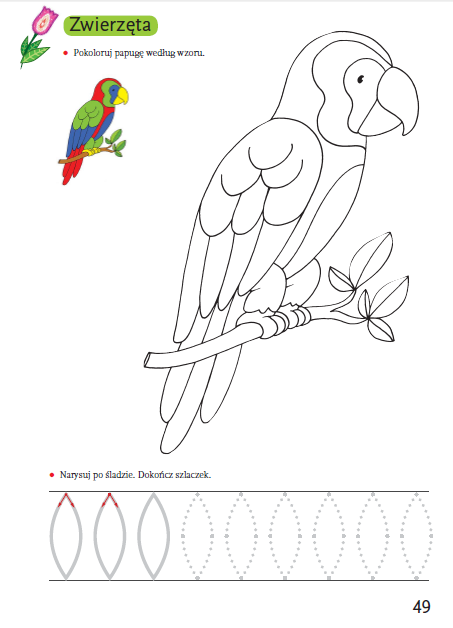 Zwierzęta
Pokoloruj papugę według wzoru.
Narysuj po śladzie. Dokończ szlaczek.
49